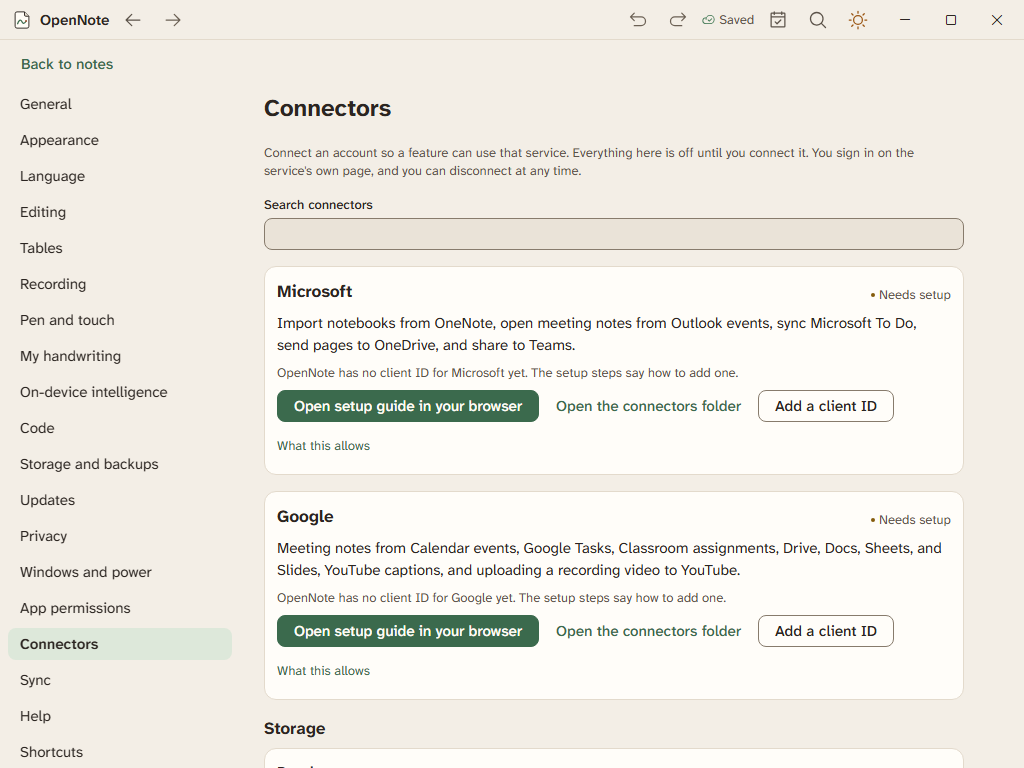 OpenNote
Saved
Back to notes
General
Appearance
Language
Editing
Tables
Recording
Pen and touch
My handwriting
On-device intelligence
Code
Storage and backups
Updates
Privacy
Windows and power
App permissions
Connectors
Sync
Help
Shortcuts
Connectors
Connect an account so a feature can use that service. Everything here is off until you connect it. You sign in on the
service's own page, and you can disconnect at any time.
Search connectors
Microsoft
• Needs setup
Import notebooks from OneNote, open meeting notes from Outlook events, sync Microsoft To Do,
send pages to OneDrive, and share to Teams.
OpenNote has no client ID for Microsoft yet. The setup steps say how to add one.
Open setup guide in your browser
Open the connectors folder
Add a client ID
What this allows
Google
• Needs setup
Meeting notes from Calendar events, Google Tasks, Classroom assignments, Drive, Docs, Sheets, and
Slides, YouTube captions, and uploading a recording video to YouTube.
OpenNote has no client ID for Google yet. The setup steps say how to add one.
Open setup guide in your browser
Open the connectors folder
Add a client ID
What this allows
Storage